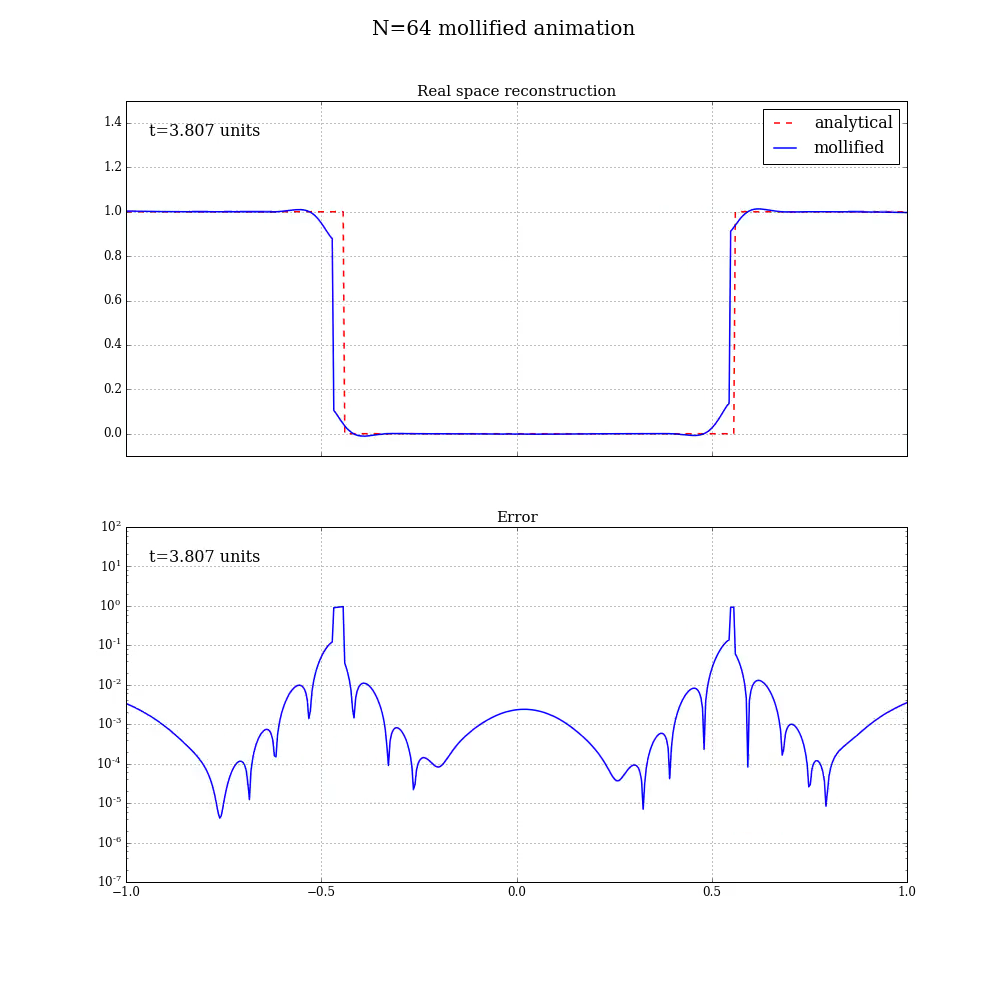 N=64 mollified animation
Real space reconstruction
t=3.807 units
analytical
mollified
1.4
1.2
1.0
0.8
0.6
0.4
0.2
0.0
Error
t=3.807 units
10²
10¹
10⁰
10⁻¹
10⁻²
10⁻³
10⁻⁴
10⁻⁵
10⁻⁶
10⁻⁷
−1.0 −0.5 0.0 0.5 1.0